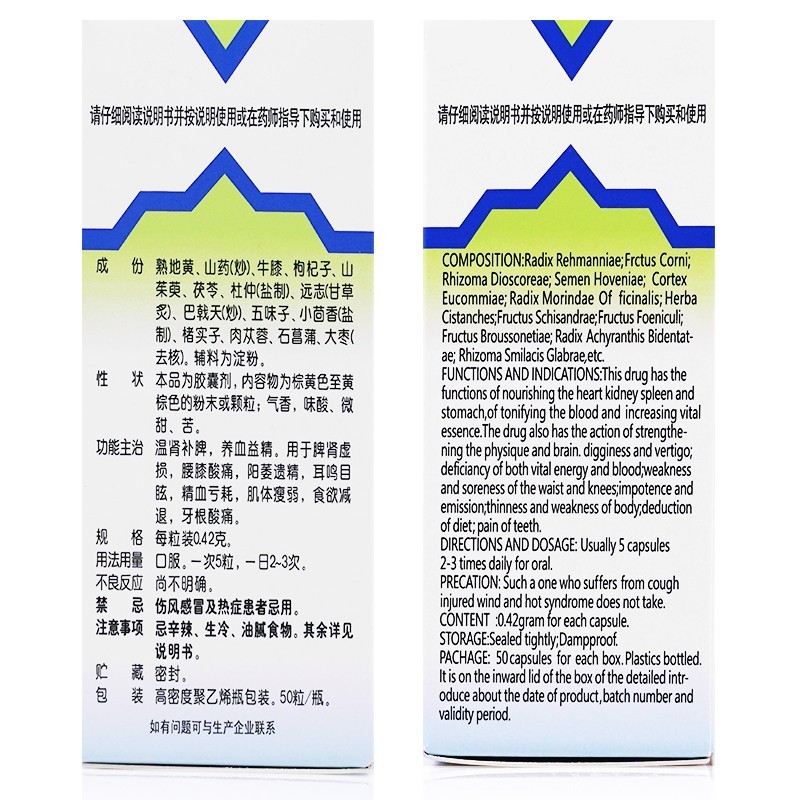 请仔细阅读说明书并按说明使用或在药师指导下购买和使用
成 份 熟地黄、山药(炒)、牛膝、枸杞子、山
茱萸、茯苓、杜仲(盐制)、远志(甘草
炙)、巴戟天(炒)、五味子、小茴香(盐
制)、楮实子、肉苁蓉、石菖蒲、大枣(
去核)。辅料为淀粉。
性 状 本品为胶囊剂，内容物为棕黄色至黄
棕色的粉末或颗粒；气香，味酸、微
甜、苦。
功能主治 温肾补脾，养血益精。用于脾肾虚
损，腰膝酸痛，阳萎遗精，耳鸣目
眩，精血亏耗，肌体瘦弱，食欲减
退，牙根酸痛。
规 格 每粒装0.42克。
用法用量 口服。一次5粒，一日2~3次。
不良反应 尚不明确。
禁 忌 伤风感冒及热症患者忌用。
注意事项 忌辛辣、生冷、油腻食物。其余详见
说明书。
贮 藏 密封。
包 装 高密度聚乙烯瓶包装。50粒/瓶。
如有问题可与生产企业联系
请仔细阅读说明书并按说明使用或在药师指导下购买和使用
COMPOSITION:Radix Rehmanniae;Frctus Corni;
Rhizoma Dioscoreae; Semen Hoveniae; Cortex
Eucommiae; Radix Morindae Of ficinalis; Herba
Cistanches;Fructus Schisandrae;Fructus Foeniculi;
Fructus Broussonetiae; Radix Achyranthis Bidentat-
ae; Rhizoma Smilacis Glabrae,etc.
FUNCTIONS AND INDICATIONS:This drug has the
functions of nourishing the heart kidney spleen and
stomach,of tonifying the blood and increasing vital
essence.The drug also has the action of strengthe-
ning the physique and brain. digginess and vertigo;
deficiancy of both vital energy and blood;weakness
and soreness of the waist and knees;impotence and
emission;thinness and weakness of body;deduction
of diet; pain of teeth.
DIRECTIONS AND DOSAGE: Usually 5 capsules
2-3 times daily for oral.
PRECATION: Such a one who suffers from cough
injured wind and hot syndrome does not take.
CONTENT :0.42gram for each capsule.
STORAGE:Sealed tightly;Dampproof.
PACHAGE: 50 capsules for each box. Plastics bottled.
It is on the inward lid of the box of the detailed intr-
oduce about the date of product,batch number and
validity period.